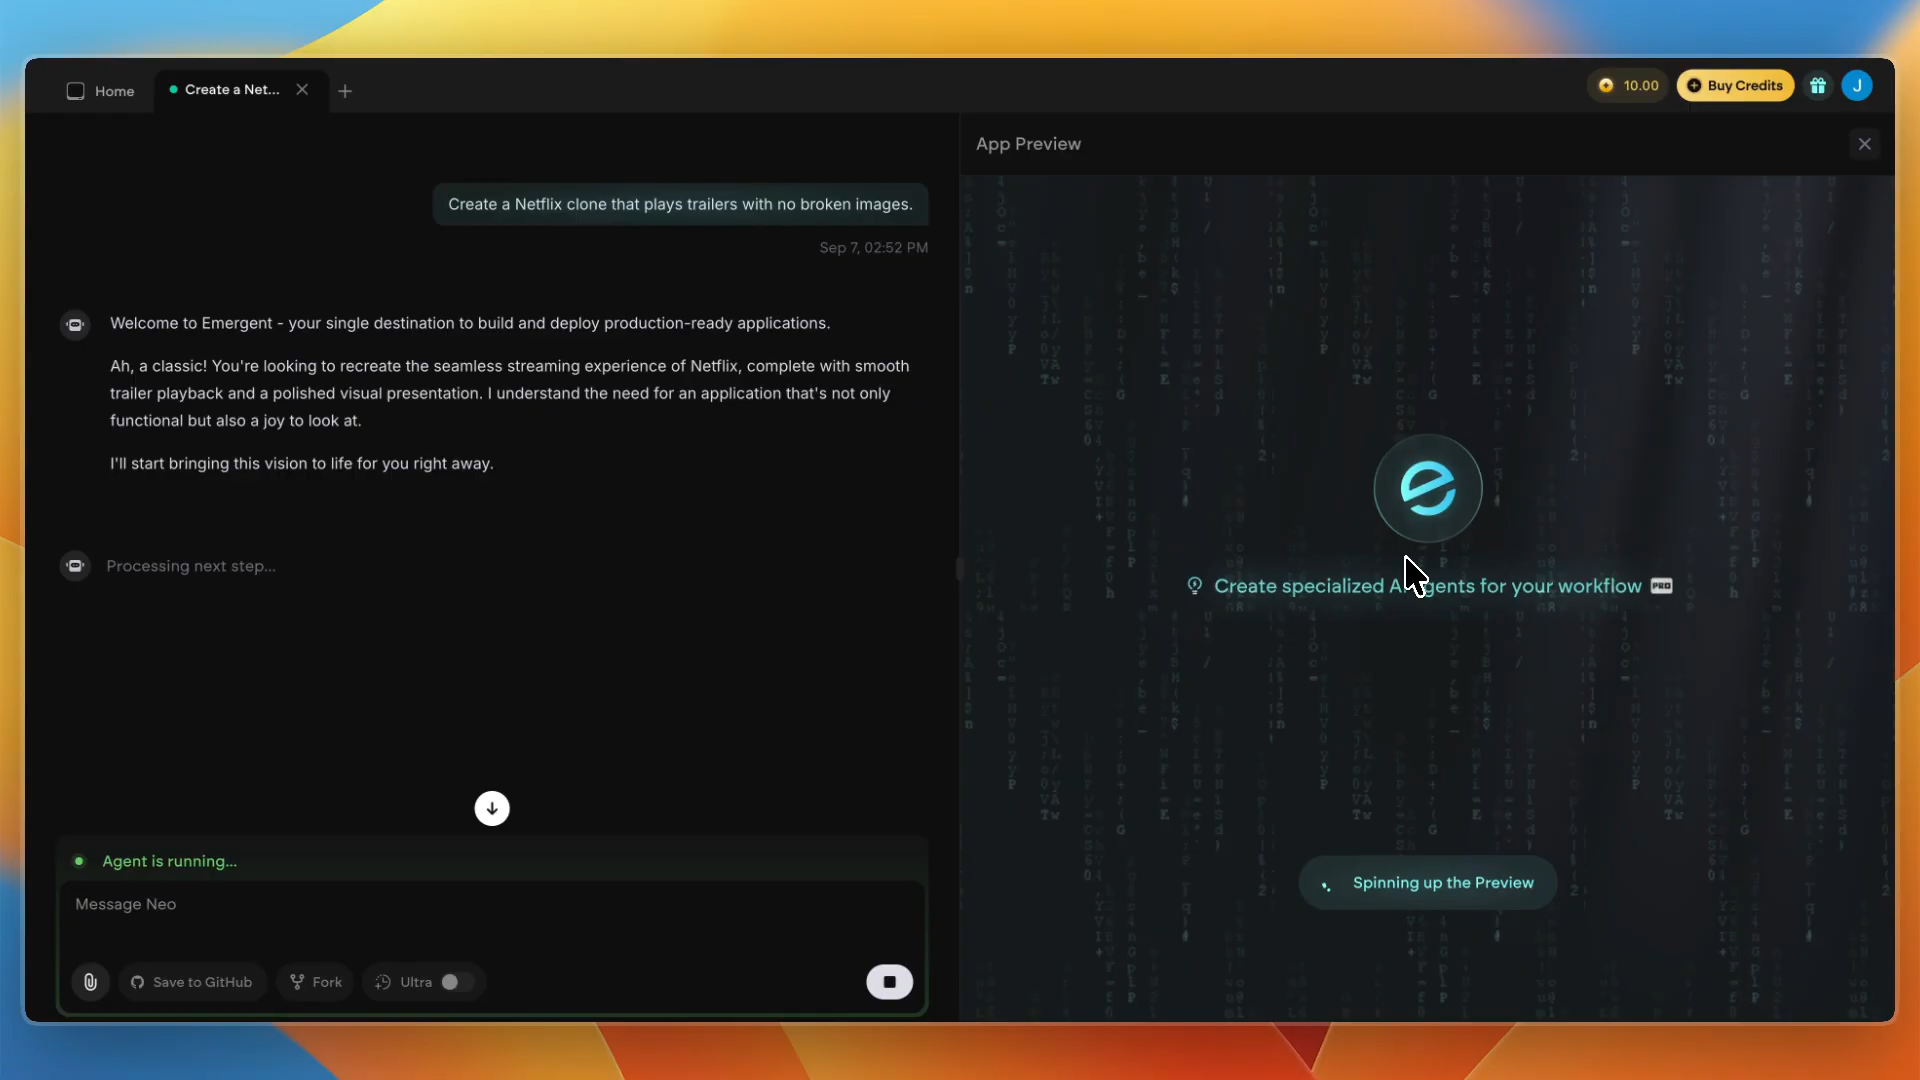 Home
Create a Net...
10.00
Buy Credits
J
App Preview
Create a Netflix clone that plays trailers with no broken images.
Sep 7, 02:52 PM
Welcome to Emergent - your single destination to build and deploy production-ready applications.
Ah, a classic! You're looking to recreate the seamless streaming experience of Netflix, complete with smooth
trailer playback and a polished visual presentation. I understand the need for an application that's not only
functional but also a joy to look at.
I'll start bringing this vision to life for you right away.
Processing next step...
Create specialized AI Agents for your workflow PRO
Spinning up the Preview
Agent is running...
Message Neo
Save to GitHub
Fork
Ultra